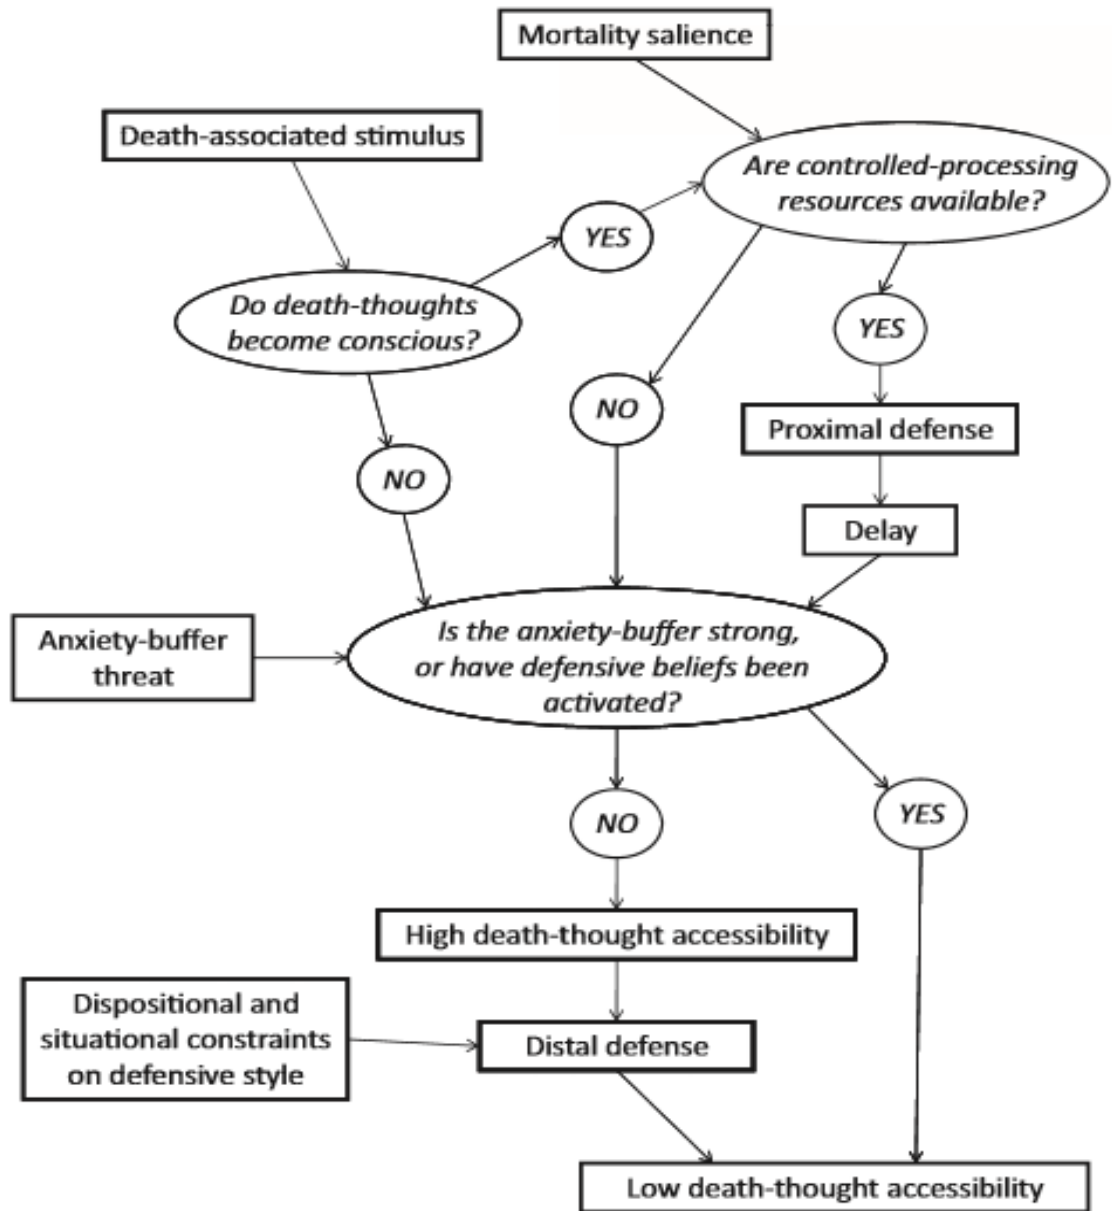 Mortality salience
Death-associated stimulus
Are controlled-processing
resources available?
YES
Do death-thoughts
become conscious?
YES
NO
Proximal defense
NO
Delay
Is the anxiety-buffer strong,
or have defensive beliefs been
activated?
Anxiety-buffer
threat
NO
YES
High death-thought accessibility
Dispositional and
situational constraints
on defensive style
Distal defense
Low death-thought accessibility